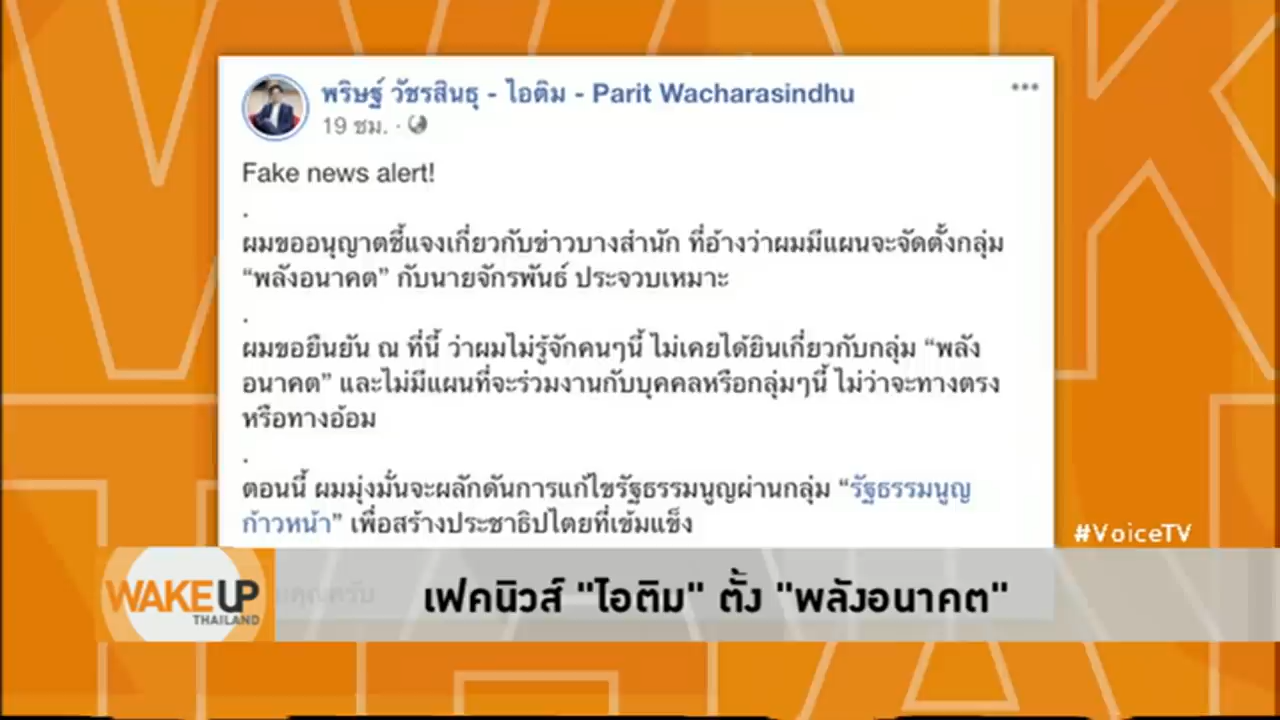 พริษฐ์ วัชรสินธุ - ไอติม - Parit Wacharasindhu
19 ชม. ·
Fake news alert!
.
ผมขออนุญาตชี้แจงเกี่ยวกับข่าวบางสำนัก ที่อ้างว่าผมมีแผนจะจัดตั้งกลุ่ม
“พลังอนาคต” กับนายจักรพันธ์ ประจวบเหมาะ
.
ผมขอยืนยัน ณ ที่นี้ ว่าผมไม่รู้จักคนๆนี้ ไม่เคยได้ยินเกี่ยวกับกลุ่ม “พลัง
อนาคต” และไม่มีแผนที่จะร่วมงานกับบุคคลหรือกลุ่มๆนี้ ไม่ว่าจะทางตรง
หรือทางอ้อม
.
ตอนนี้ ผมมุ่งมั่นจะผลักดันการแก้ไขรัฐธรรมนูญผ่านกลุ่ม “รัฐธรรมนูญ
ก้าวหน้า” เพื่อสร้างประชาธิปไตยที่เข้มแข็ง
#VoiceTV
WAKE UP
THAILAND
เฟคนิวส์ "ไอติม" ตั้ง "พลังอนาคต"